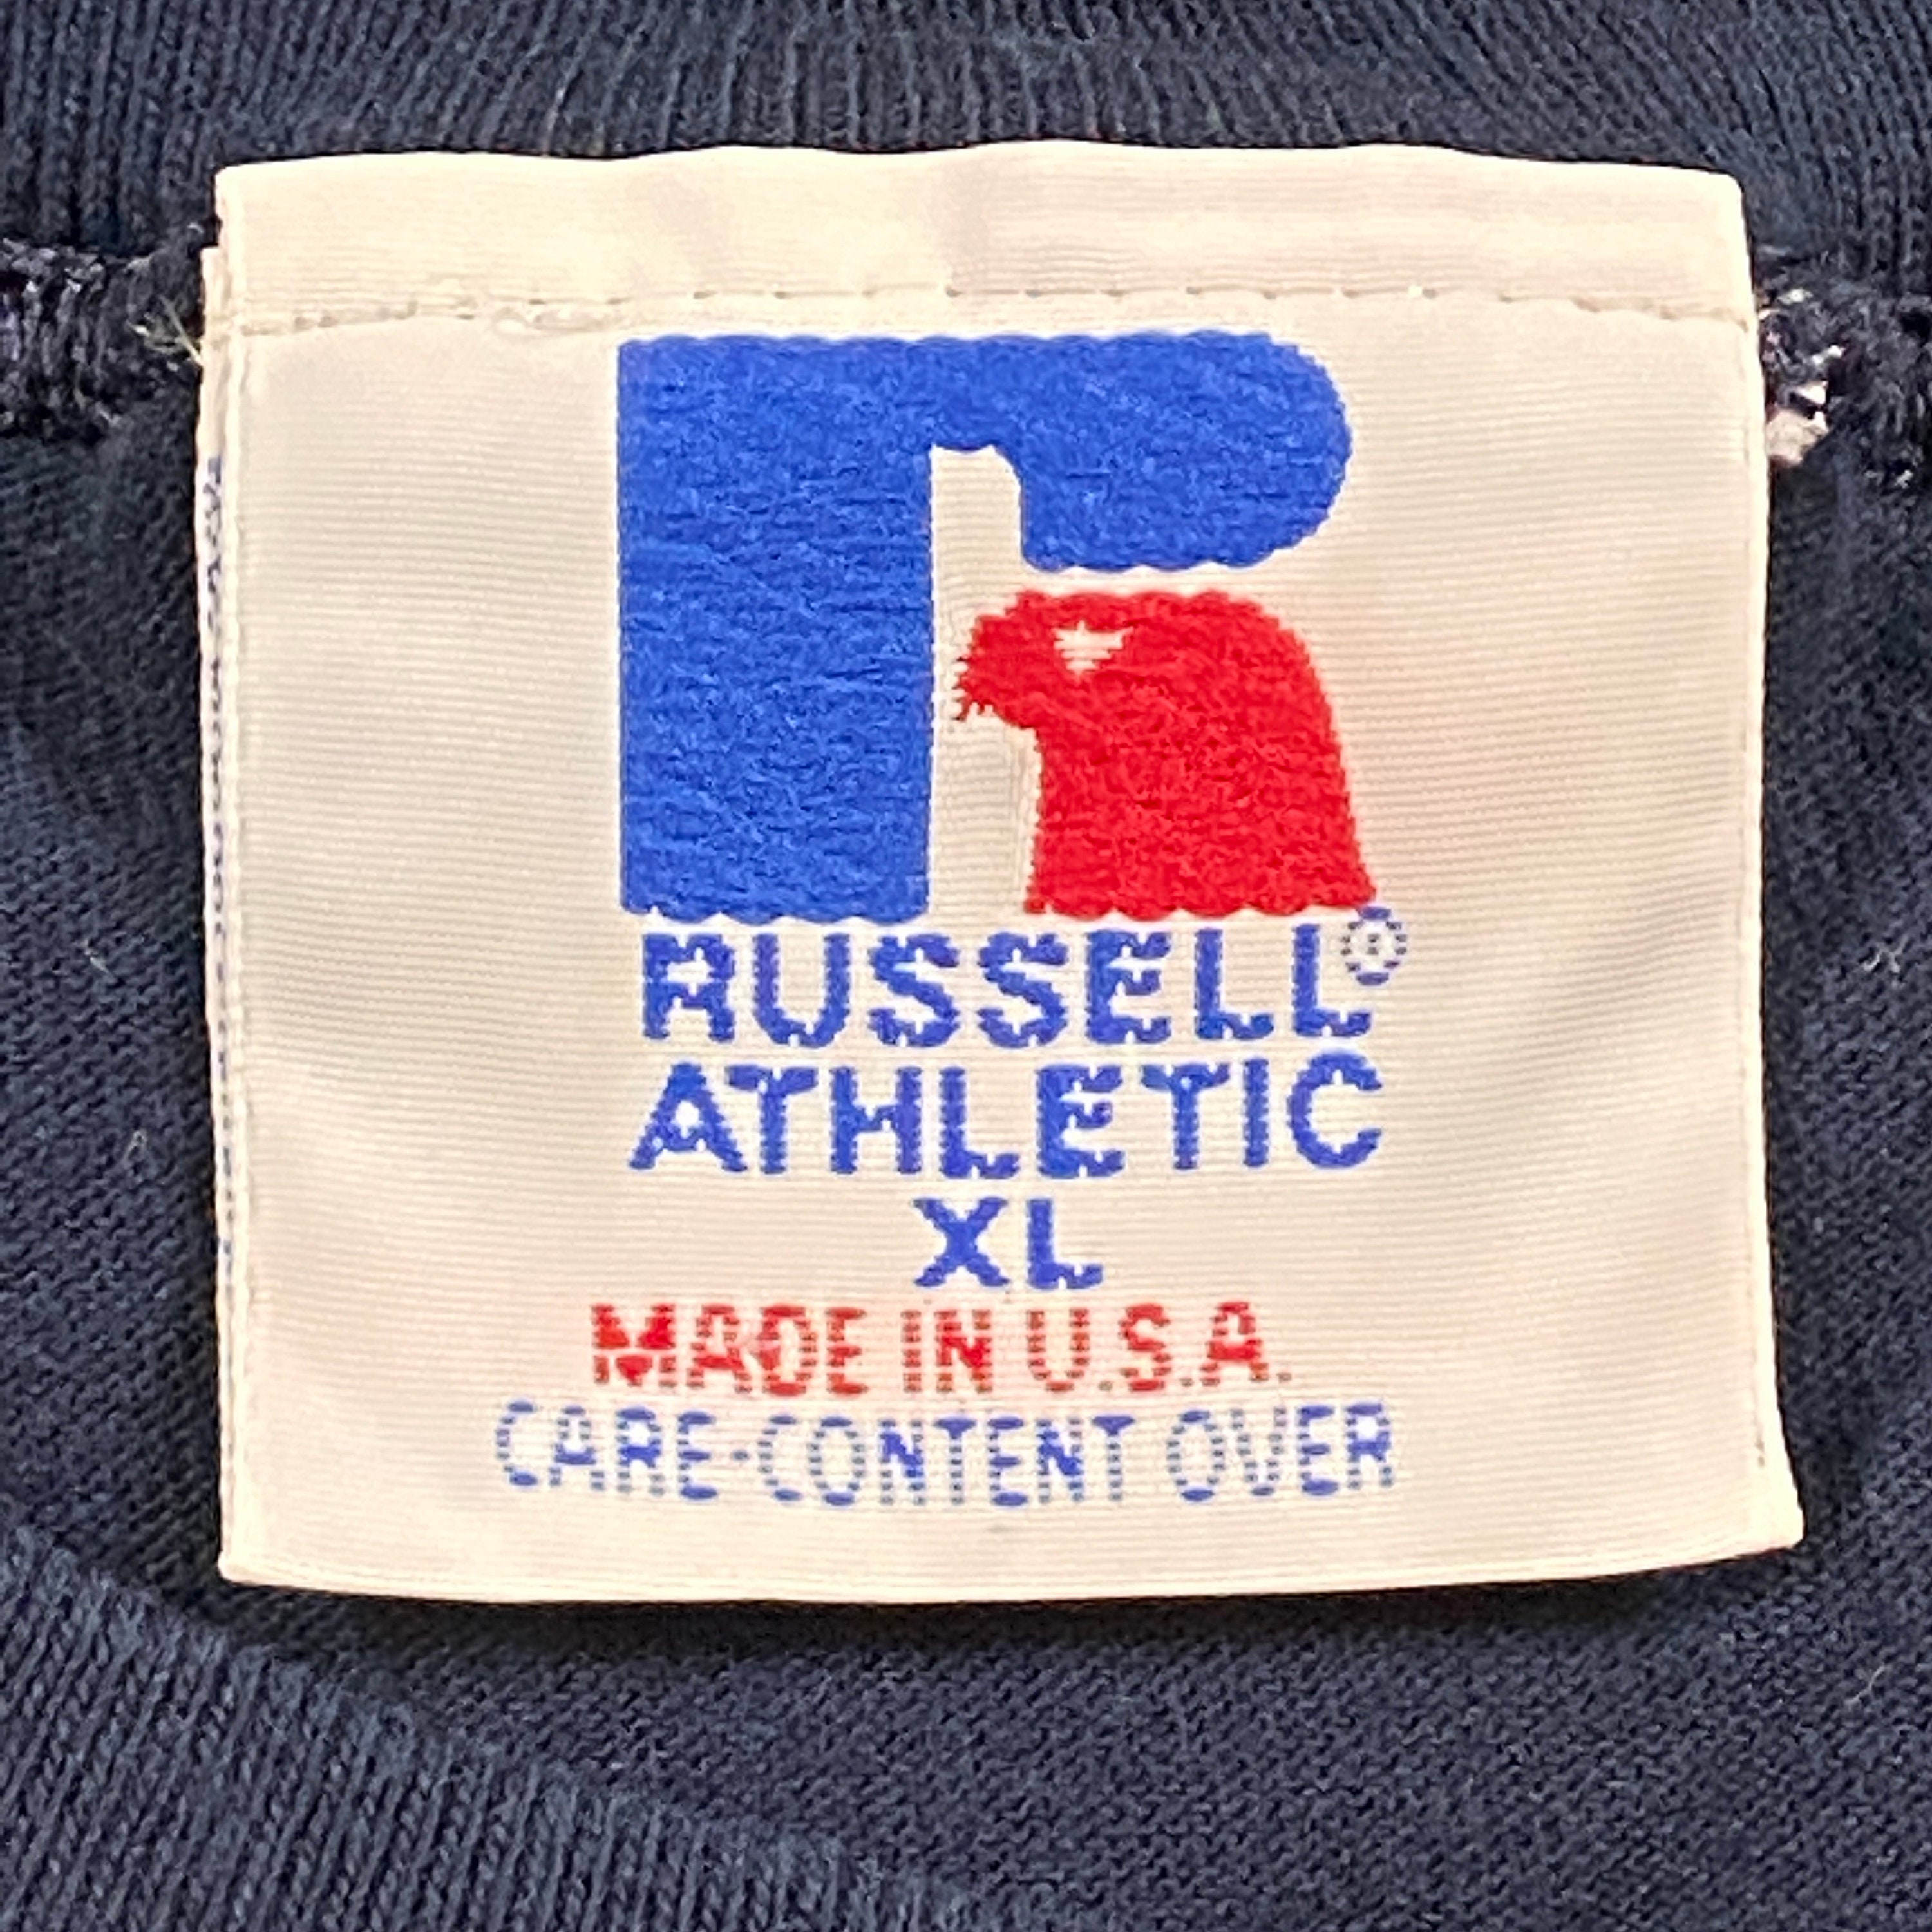 RUSSELL®
ATHLETIC
XL
MADE IN U.S.A.
CARE-CONTENT OVER